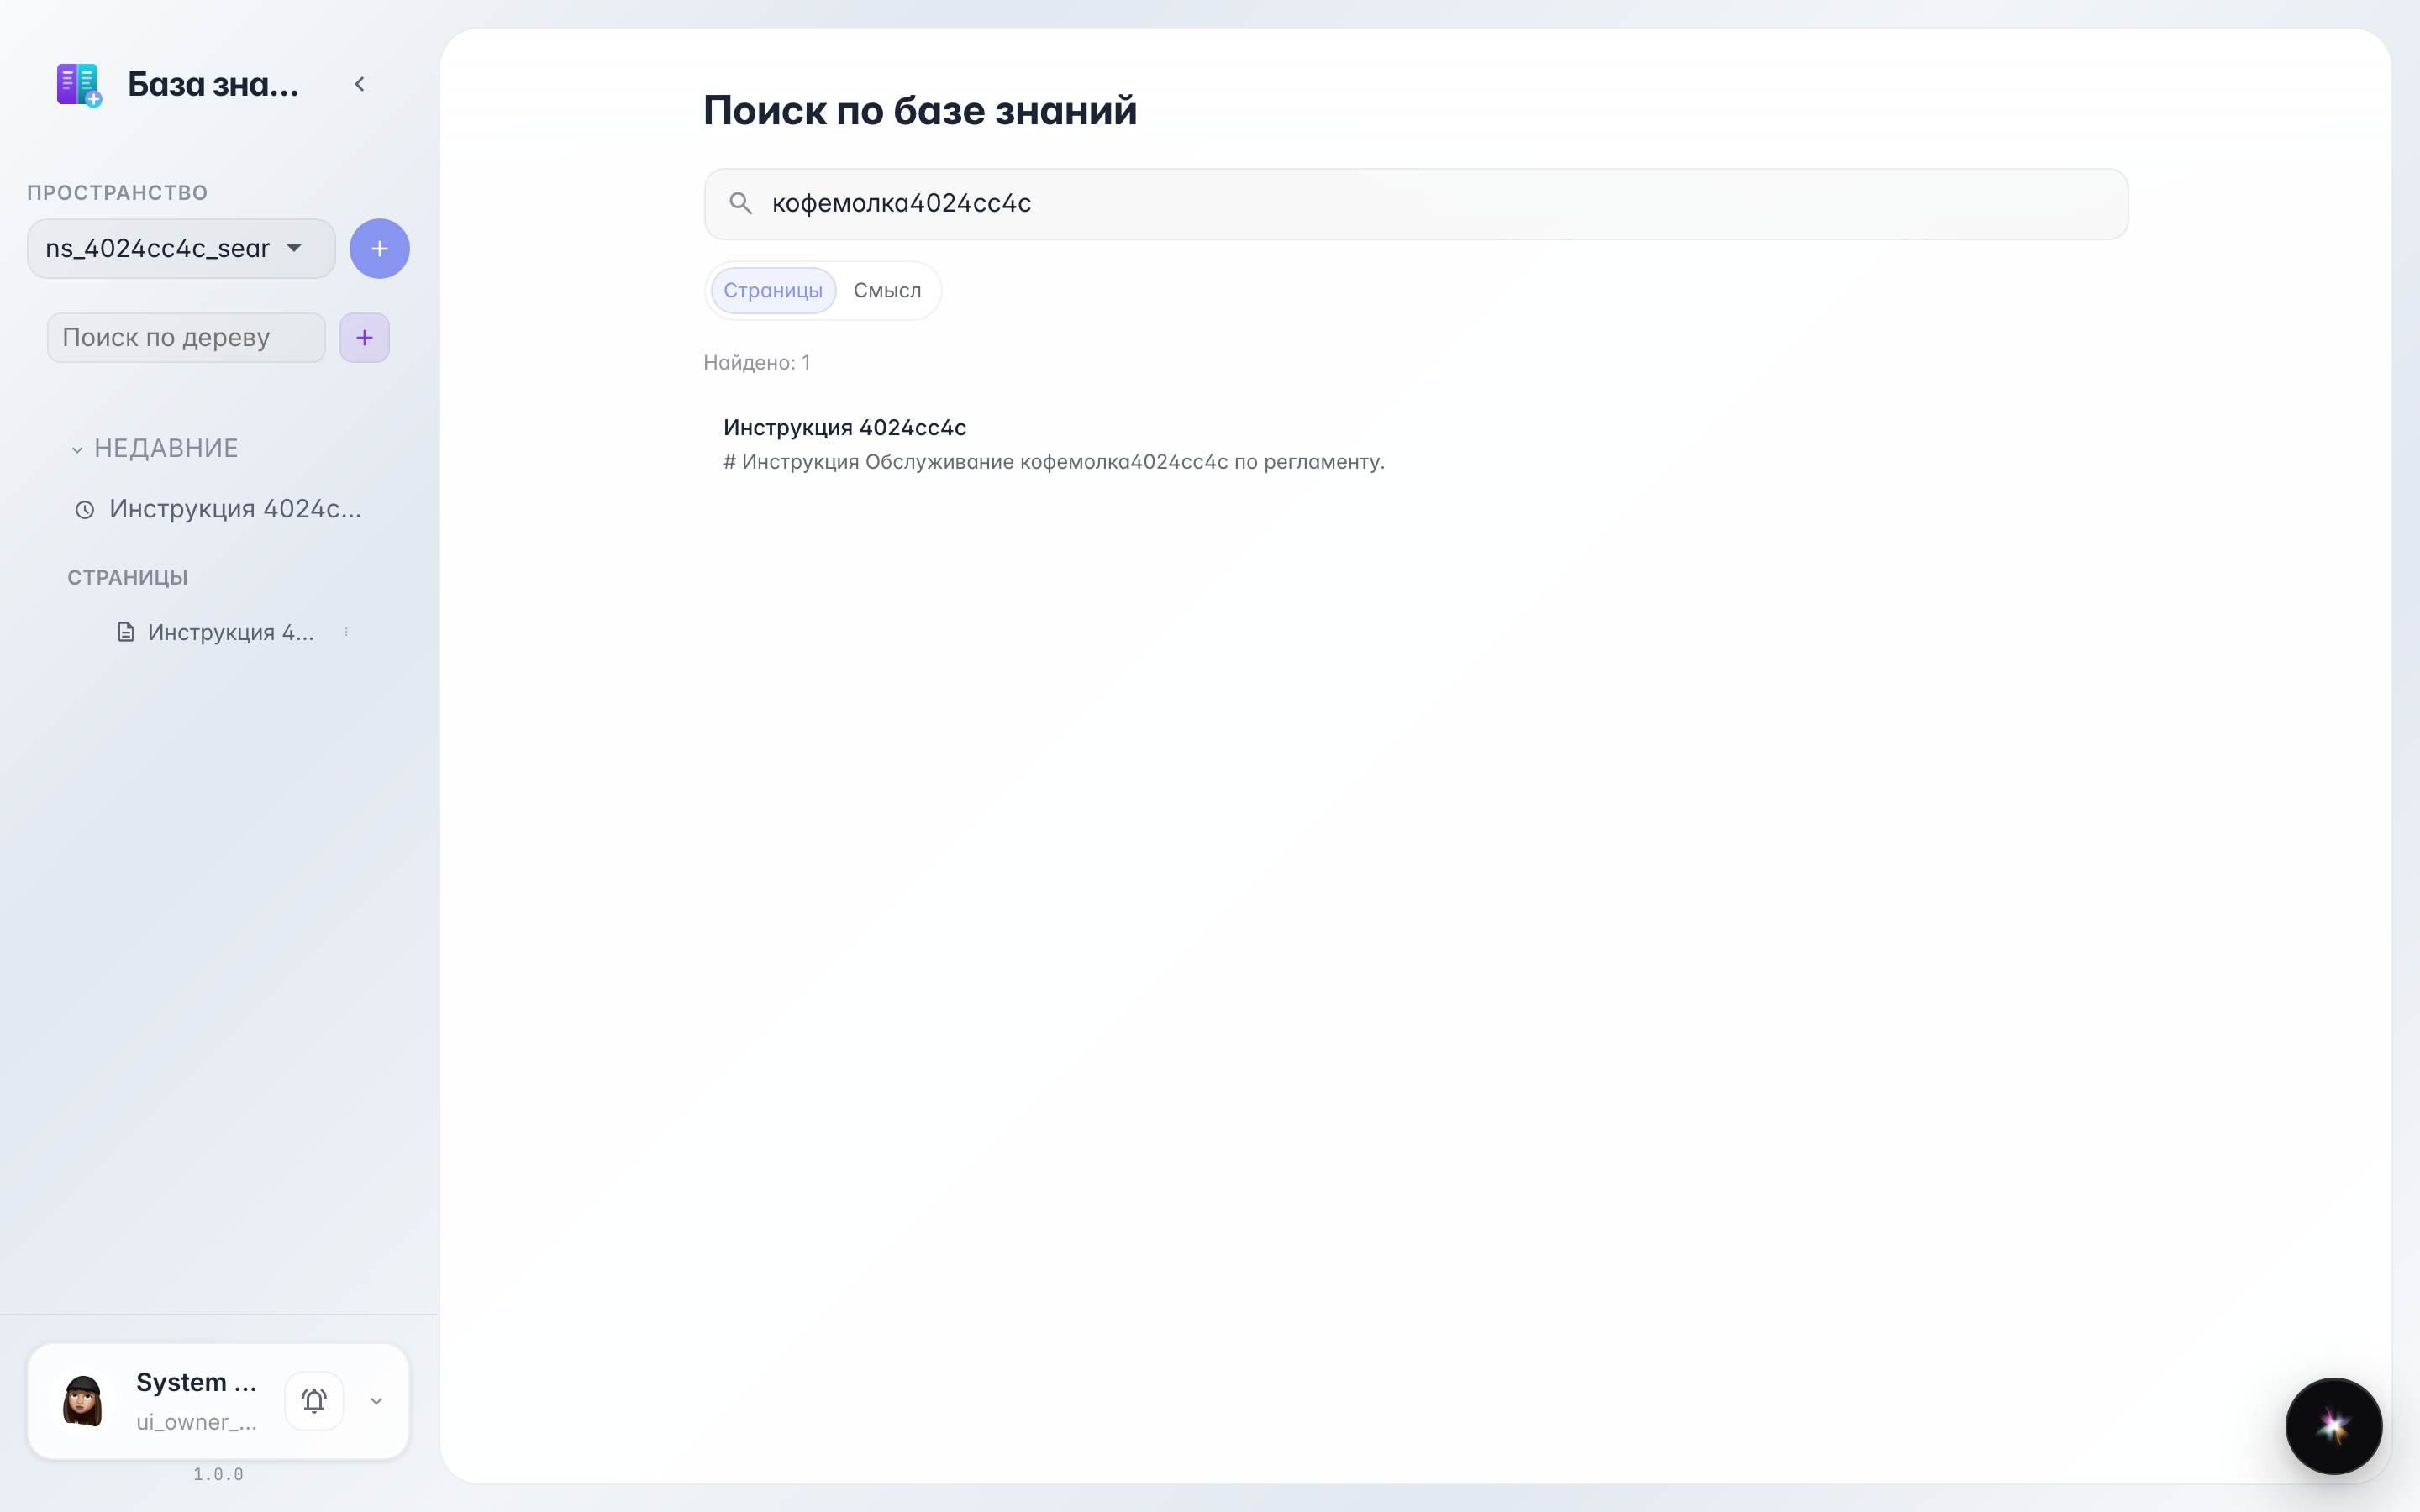 База зна...
ПРОСТРАНСТВО
ns_4024cc4c_sear
Поиск по дереву
НЕДАВНИЕ
Инструкция 4024c...
СТРАНИЦЫ
Инструкция 4...
System ...
ui_owner_...
1.0.0
Поиск по базе знаний
кофемолка4024cc4c
Страницы Смысл
Найдено: 1
Инструкция 4024cc4c
# Инструкция Обслуживание кофемолка4024cc4c по регламенту.